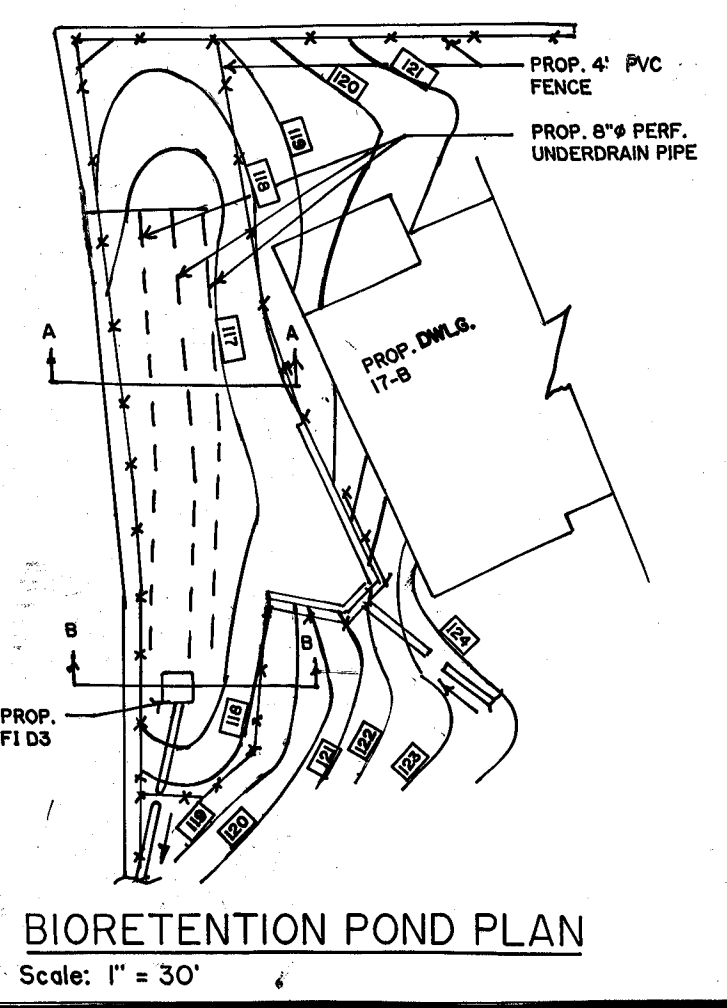 PROP. 4' PVC
FENCE
PROP. 8"ø PERF.
UNDERDRAIN PIPE
120
121
119
118
117
A
A
PROP. DWLG.
17-B
B
B
124
PROP.
FI D3
118
121
122
123
119
120
BIORETENTION POND PLAN
Scale: 1" = 30'